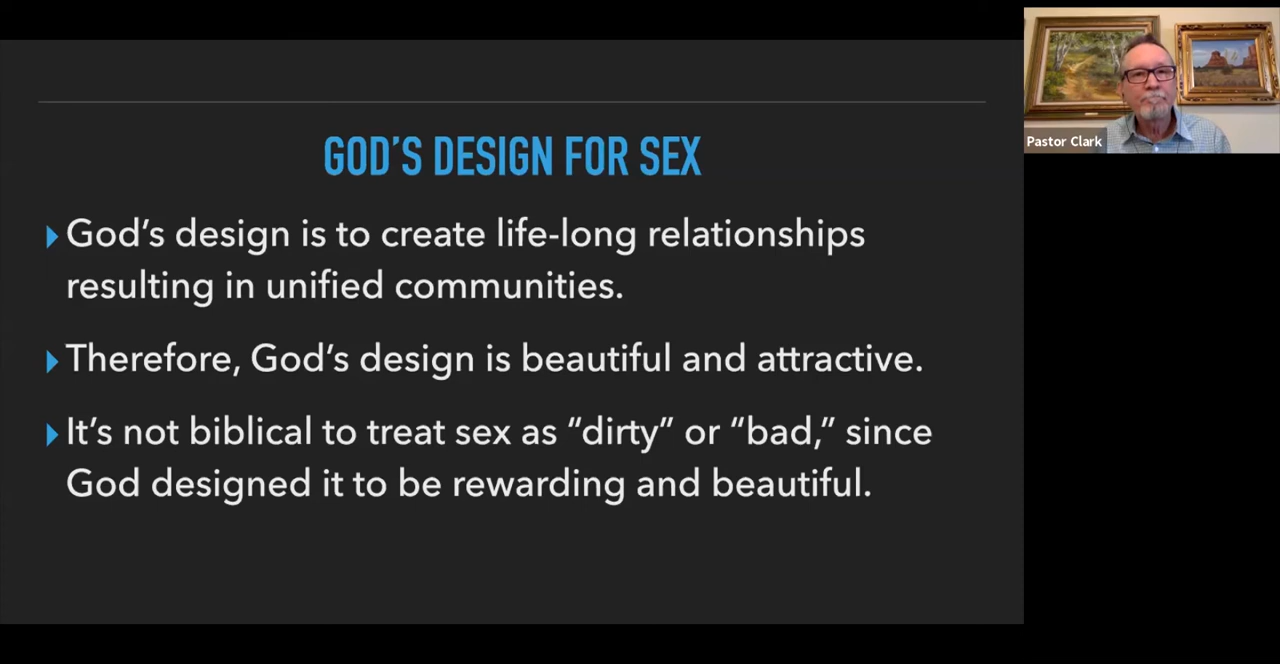 GOD'S DESIGN FOR SEX
God's design is to create life-long relationships
resulting in unified communities.
Therefore, God's design is beautiful and attractive.
It's not biblical to treat sex as “dirty” or “bad,” since
God designed it to be rewarding and beautiful.
Pastor Clark